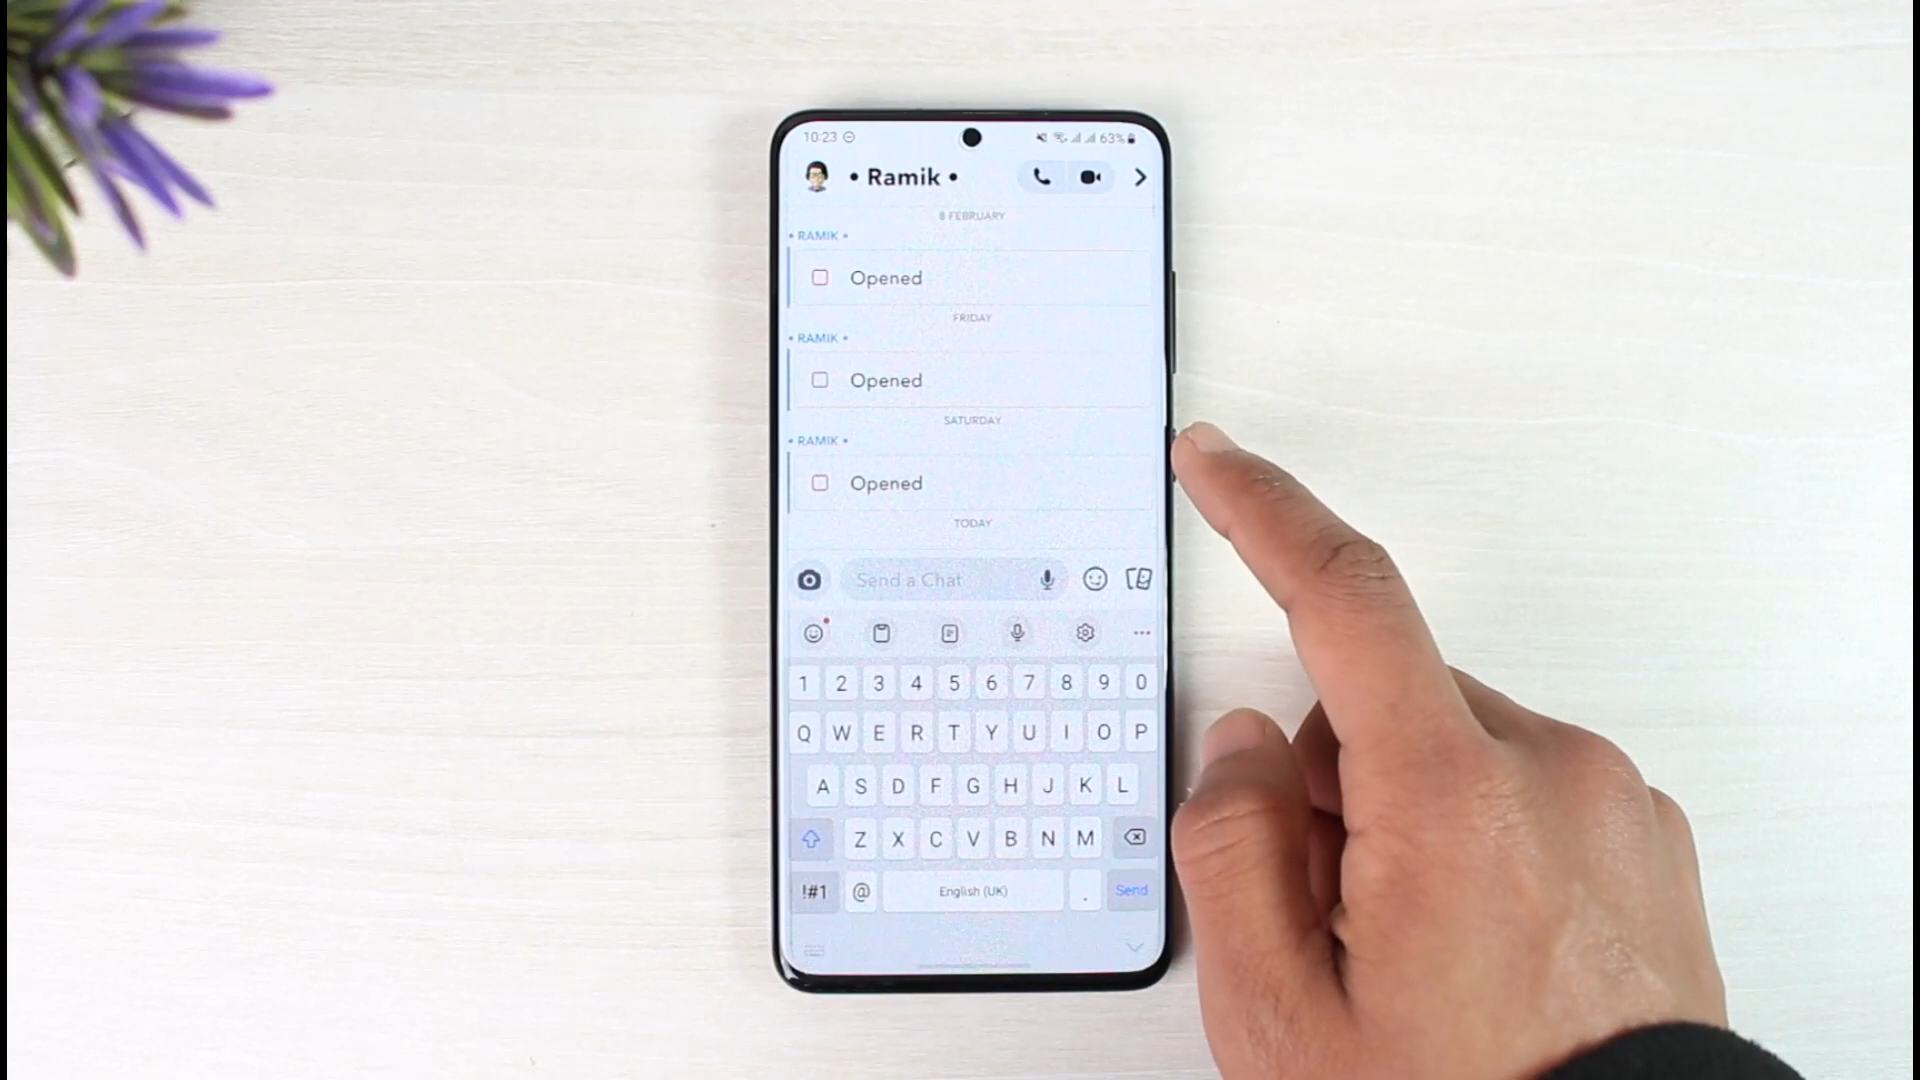 10:23 63%
• Ramik •
8 FEBRUARY
• RAMIK •
Opened
FRIDAY
• RAMIK •
Opened
SATURDAY
• RAMIK •
Opened
TODAY
Send a Chat
1 2 3 4 5 6 7 8 9 0
Q W E R T Y U I O P
A S D F G H J K L
Z X C V B N M
!#1 @ English (UK) . Send